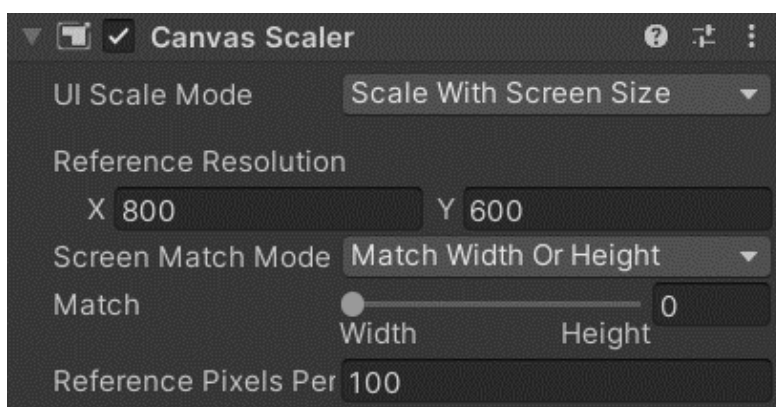 Canvas Scaler
UI Scale Mode Scale With Screen Size
Reference Resolution
X 800 Y 600
Screen Match Mode Match Width Or Height
Match 0
Width Height
Reference Pixels Per 100